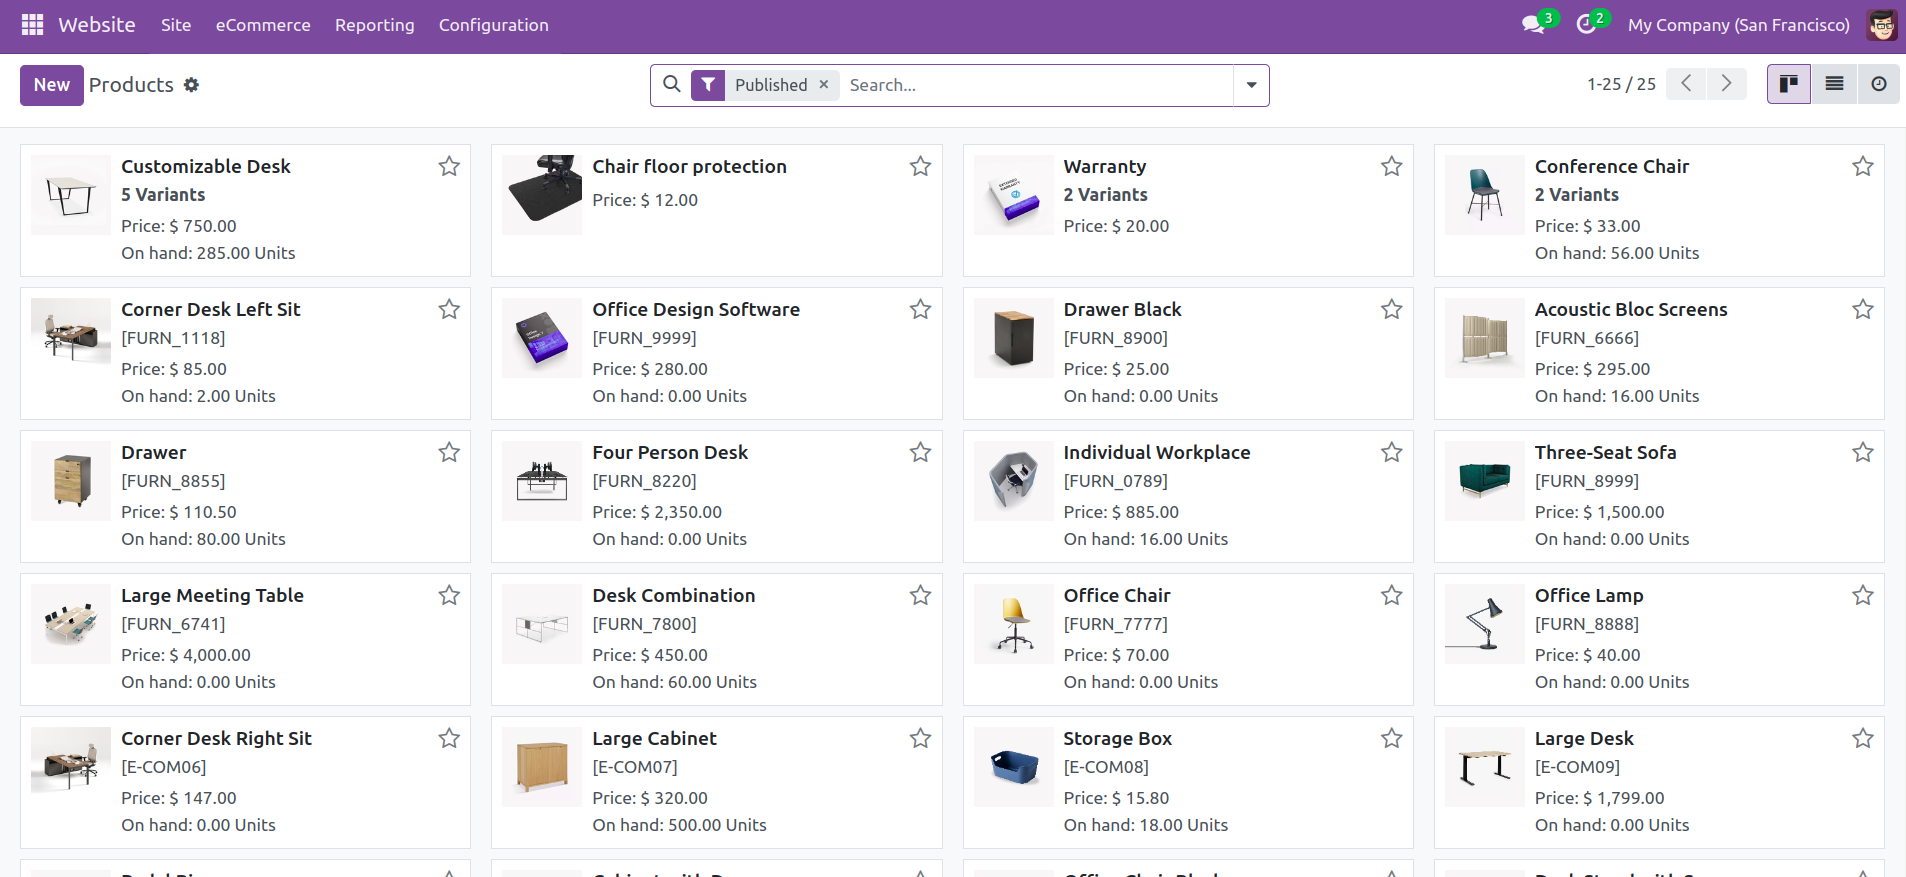 Website Site eCommerce Reporting Configuration 3 2 My Company (San Francisco)
New Products Published × Search... 1-25 / 25
Customizable Desk
5 Variants
Price: $ 750.00
On hand: 285.00 Units
Chair floor protection
Price: $ 12.00
Warranty
2 Variants
Price: $ 20.00
Conference Chair
2 Variants
Price: $ 33.00
On hand: 56.00 Units
Corner Desk Left Sit
[FURN_1118]
Price: $ 85.00
On hand: 2.00 Units
Office Design Software
[FURN_9999]
Price: $ 280.00
On hand: 0.00 Units
Drawer Black
[FURN_8900]
Price: $ 25.00
On hand: 0.00 Units
Acoustic Bloc Screens
[FURN_6666]
Price: $ 295.00
On hand: 16.00 Units
Drawer
[FURN_8855]
Price: $ 110.50
On hand: 80.00 Units
Four Person Desk
[FURN_8220]
Price: $ 2,350.00
On hand: 0.00 Units
Individual Workplace
[FURN_0789]
Price: $ 885.00
On hand: 16.00 Units
Three-Seat Sofa
[FURN_8999]
Price: $ 1,500.00
On hand: 0.00 Units
Large Meeting Table
[FURN_6741]
Price: $ 4,000.00
On hand: 0.00 Units
Desk Combination
[FURN_7800]
Price: $ 450.00
On hand: 60.00 Units
Office Chair
[FURN_7777]
Price: $ 70.00
On hand: 0.00 Units
Office Lamp
[FURN_8888]
Price: $ 40.00
On hand: 0.00 Units
Corner Desk Right Sit
[E-COM06]
Price: $ 147.00
On hand: 0.00 Units
Large Cabinet
[E-COM07]
Price: $ 320.00
On hand: 500.00 Units
Storage Box
[E-COM08]
Price: $ 15.80
On hand: 18.00 Units
Large Desk
[E-COM09]
Price: $ 1,799.00
On hand: 0.00 Units